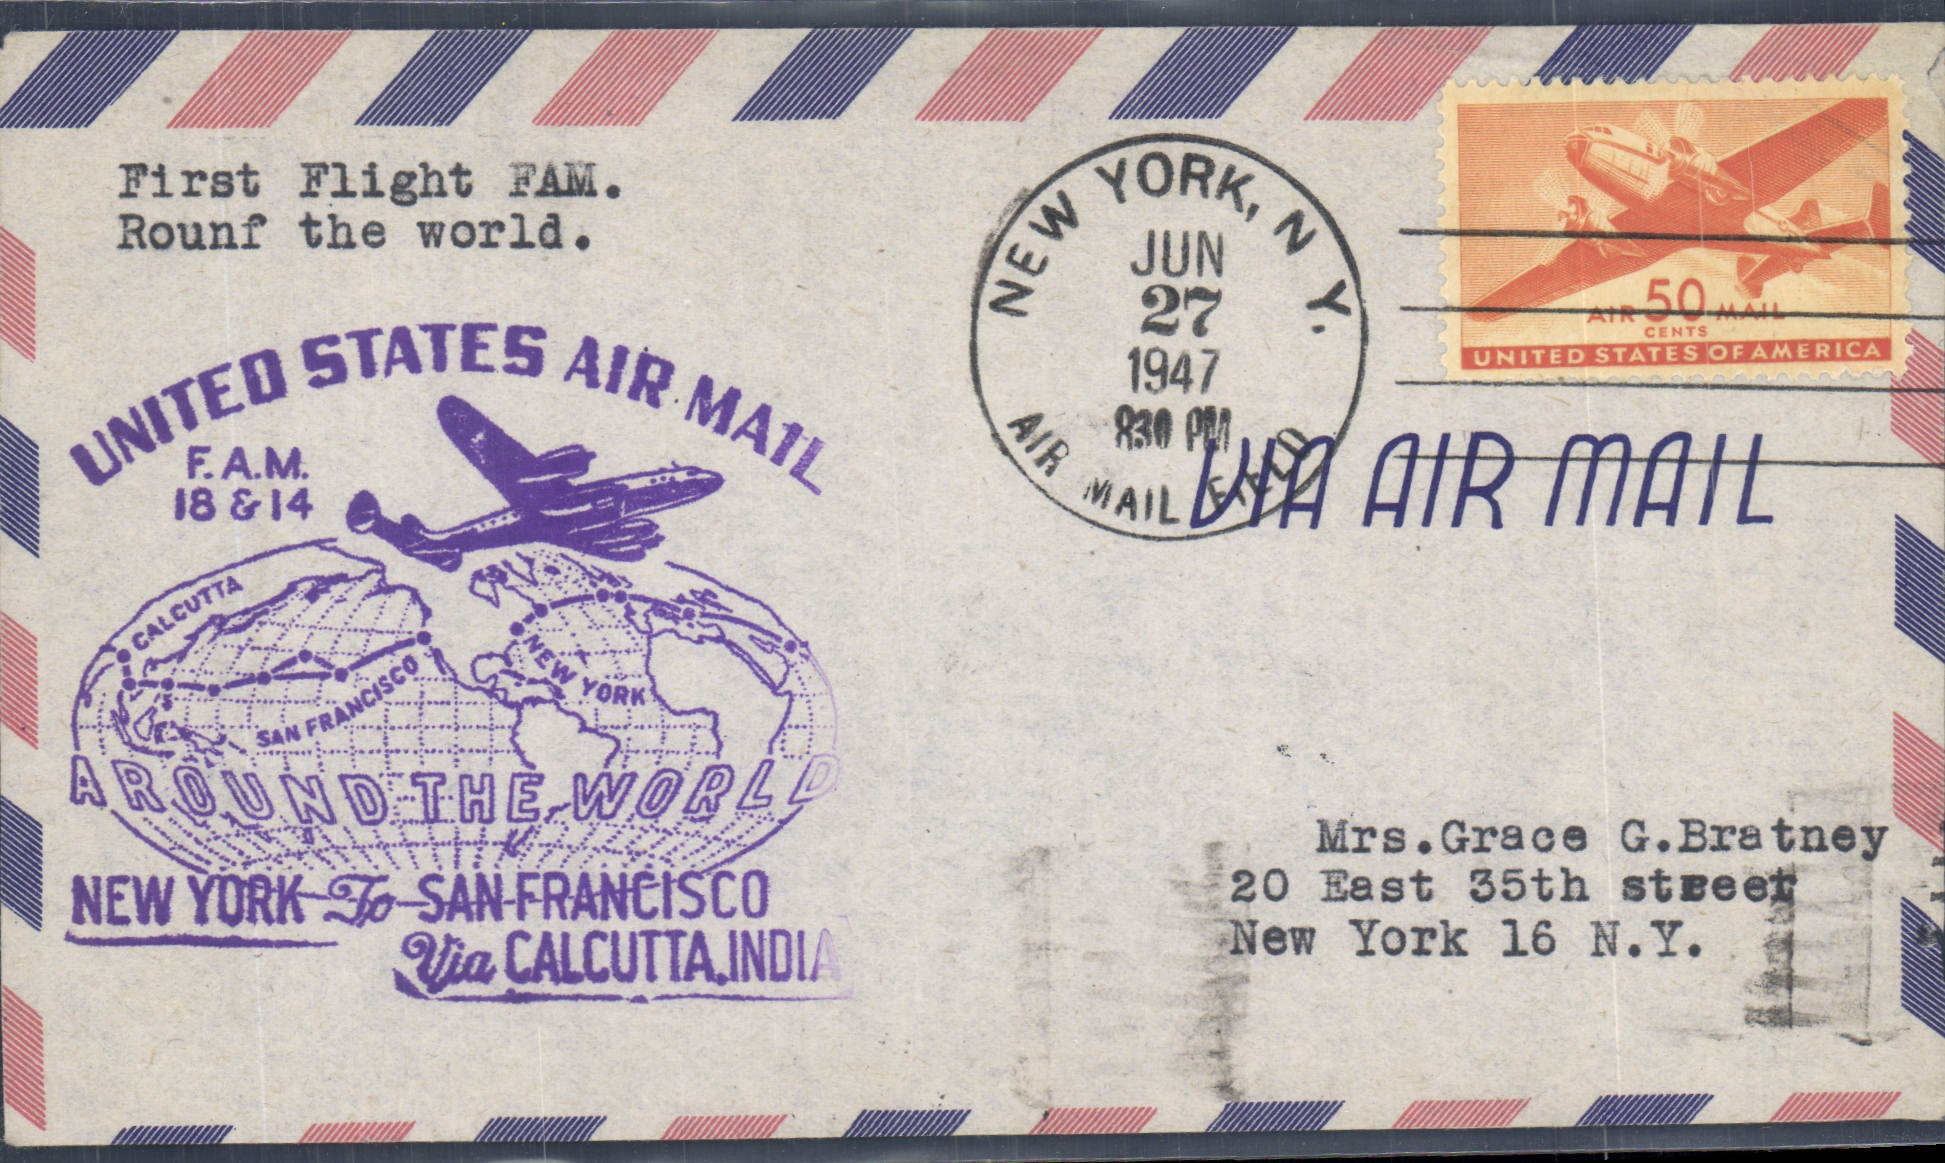 First Flight FAM.
Rounf the world.
UNITED STATES AIR MAIL
F.A.M.
18 & 14
CALCUTTA
SAN FRANCISCO
NEW YORK
AROUND THE WORLD
NEW YORK To SAN FRANCISCO
Via CALCUTTA, INDIA
NEW YORK, N.Y.
JUN
27
1947
830 PM
AIR MAIL FIELD
AIR 50 MAIL
CENTS
UNITED STATES OF AMERICA
VIA AIR MAIL
Mrs.Grace G.Bratney
20 East 35th street
New York 16 N.Y.